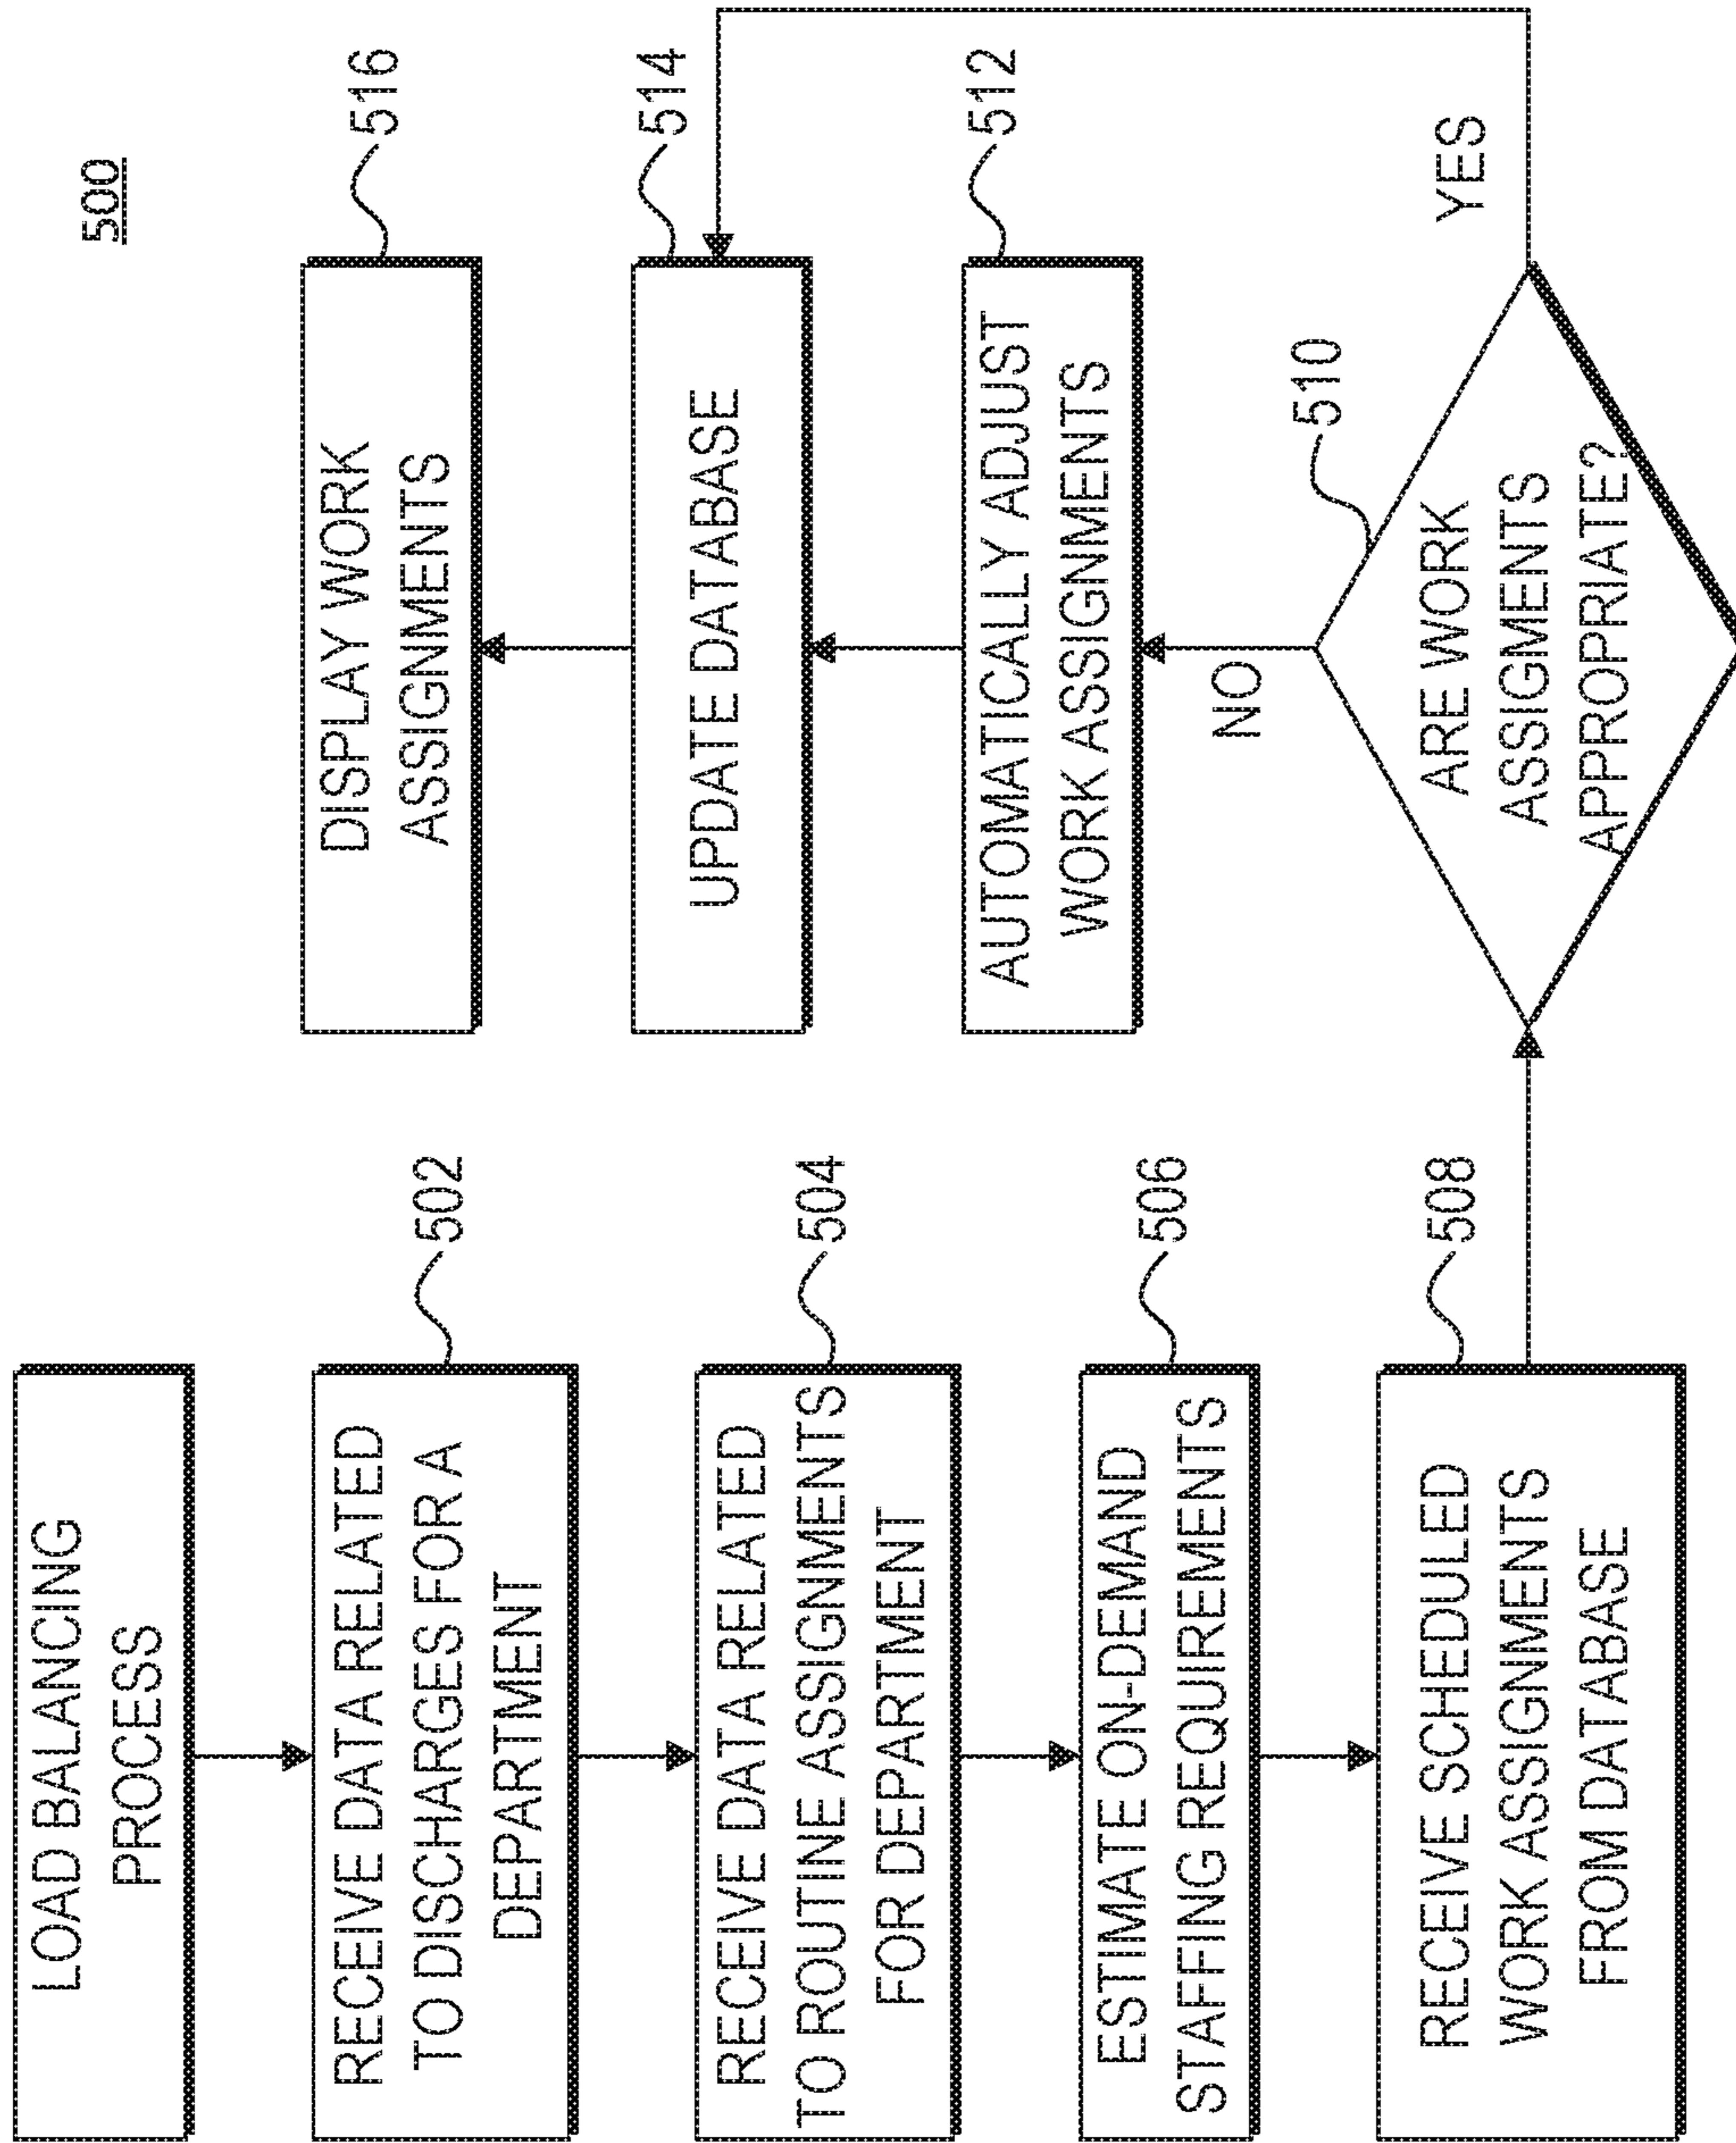 500
LOAD BALANCING
PROCESS
RECEIVE DATA RELATED
TO DISCHARGES FOR A
DEPARTMENT
502
RECEIVE DATA RELATED
TO ROUTINE ASSIGNMENTS
FOR DEPARTMENT
504
ESTIMATE ON-DEMAND
STAFFING REQUIREMENTS
506
RECEIVE SCHEDULED
WORK ASSIGNMENTS
FROM DATABASE
508
ARE WORK
ASSIGNMENTS
APPROPRIATE?
510
YES
NO
AUTOMATICALLY ADJUST
WORK ASSIGNMENTS
512
UPDATE DATABASE
514
DISPLAY WORK
ASSIGNMENTS
516